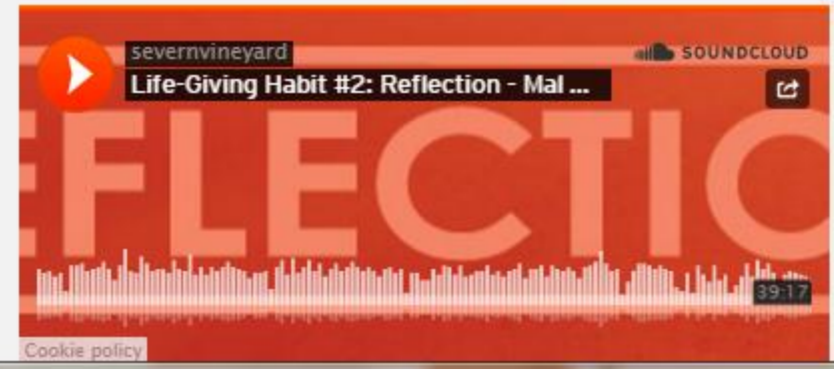 severnvineyard
SOUNDCLOUD
Life-Giving Habit #2: Reflection - Mal ...
EFLECTIO
39:17
Cookie policy